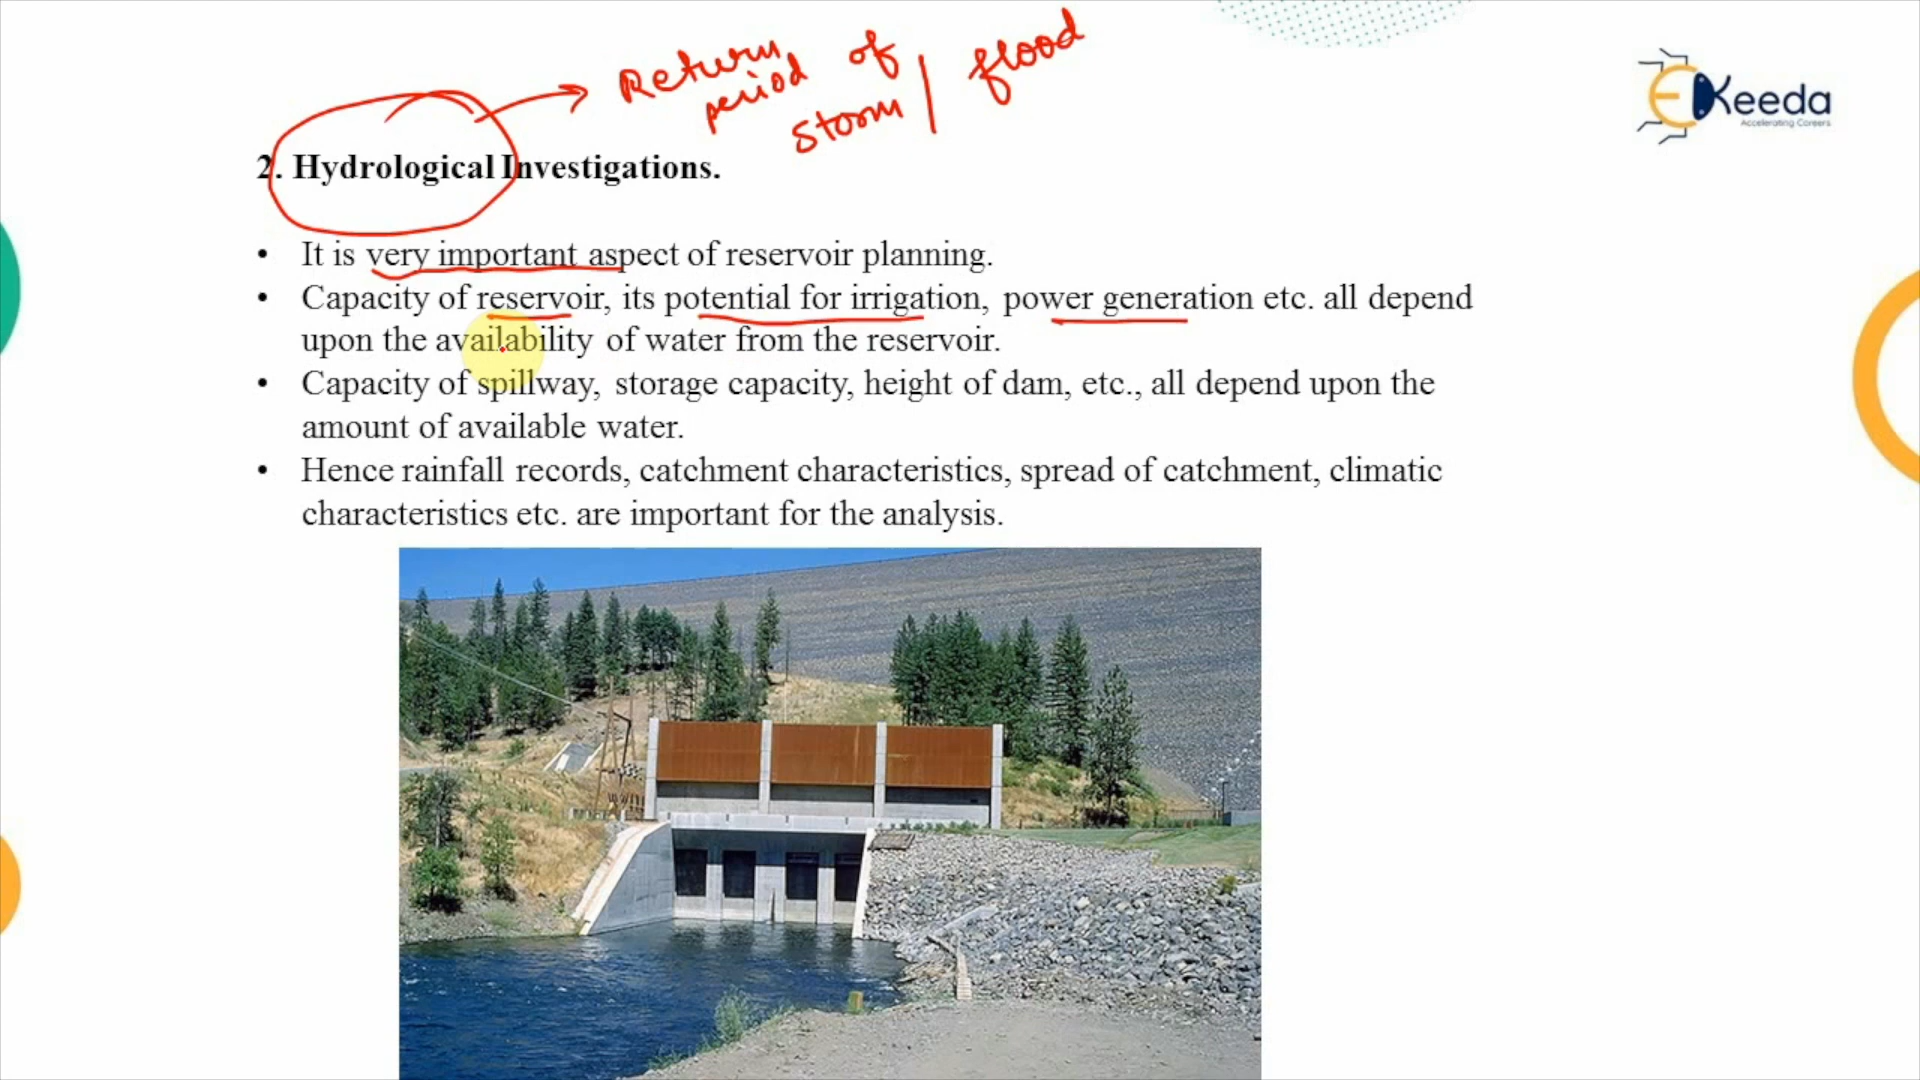 Return of
period
storm / flood
Keeda
Accelerating Careers
2. Hydrological Investigations.
• It is very important aspect of reservoir planning.
• Capacity of reservoir, its potential for irrigation, power generation etc. all depend
upon the availability of water from the reservoir.
• Capacity of spillway, storage capacity, height of dam, etc., all depend upon the
amount of available water.
• Hence rainfall records, catchment characteristics, spread of catchment, climatic
characteristics etc. are important for the analysis.